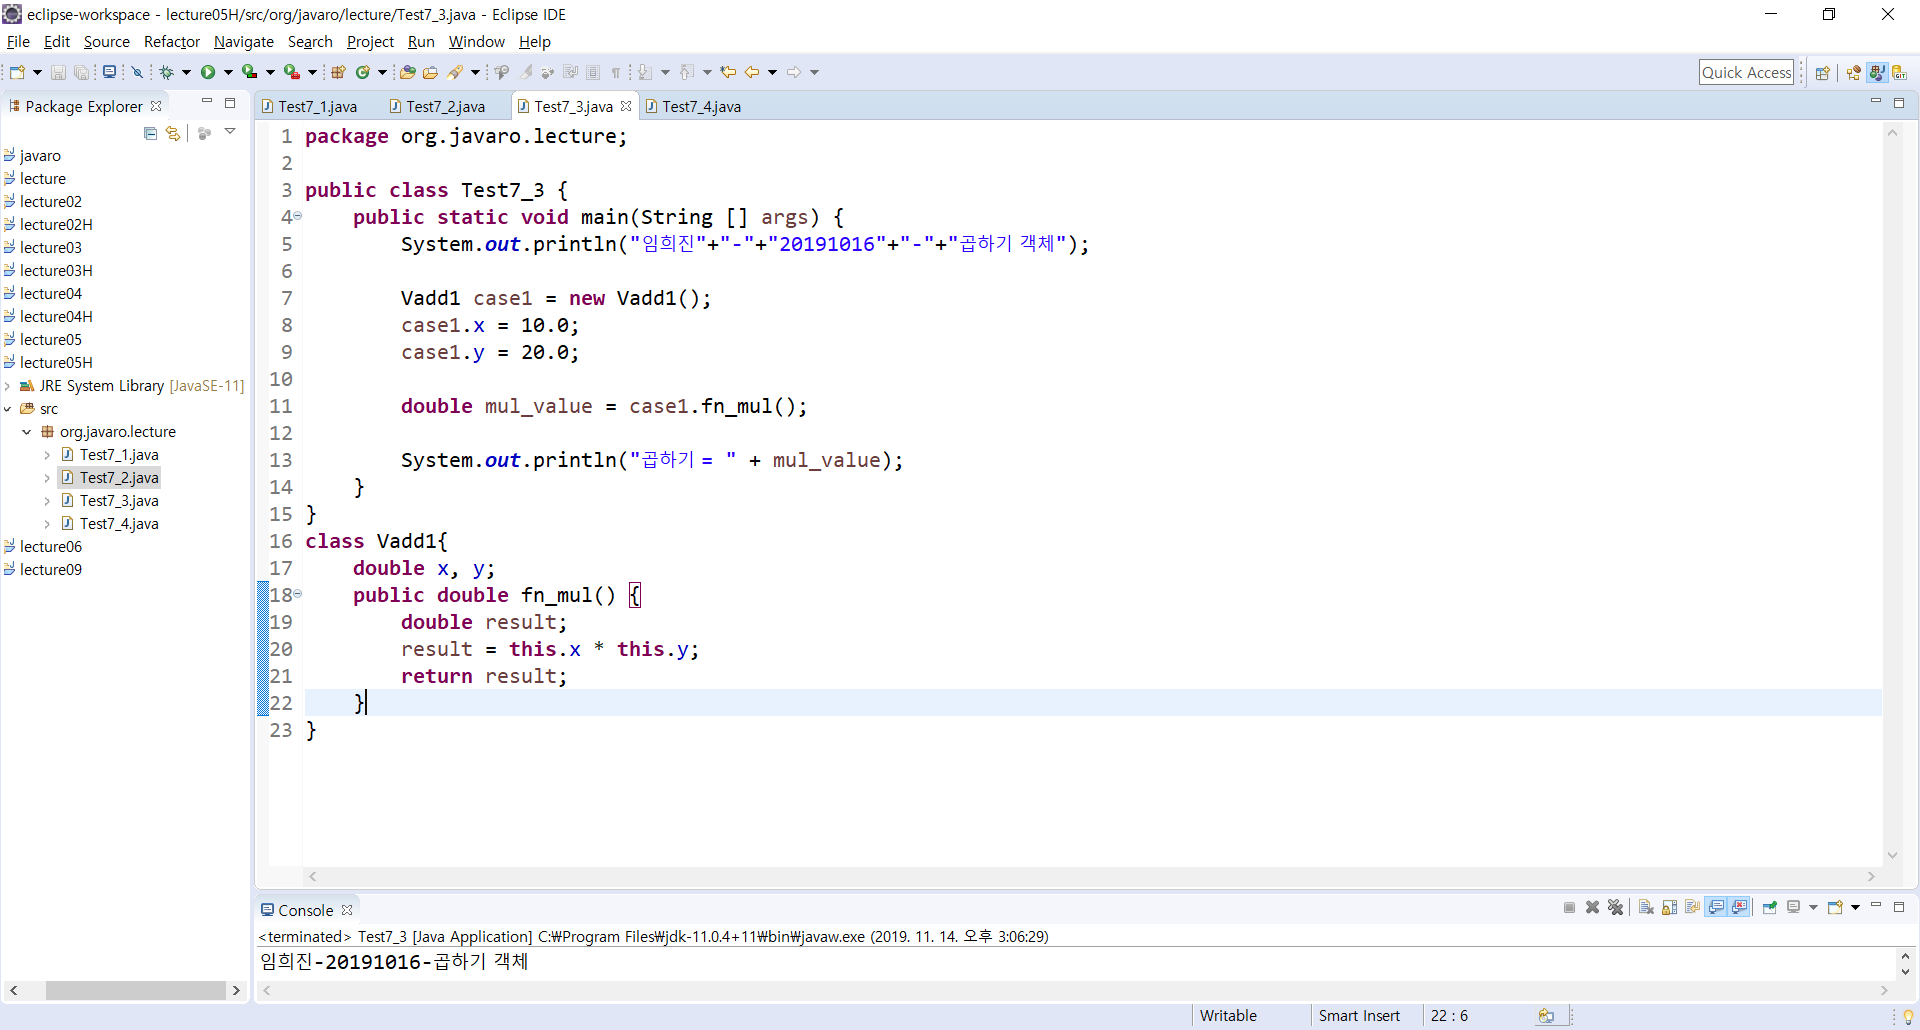 eclipse-workspace - lecture05H/src/org/javaro/lecture/Test7_3.java - Eclipse IDE
File Edit Source Refactor Navigate Search Project Run Window Help
Quick Access
Package Explorer
javaro
lecture
lecture02
lecture02H
lecture03
lecture03H
lecture04
lecture04H
lecture05
lecture05H
JRE System Library [JavaSE-11]
src
org.javaro.lecture
Test7_1.java
Test7_2.java
Test7_3.java
Test7_4.java
lecture06
lecture09
Test7_1.java Test7_2.java Test7_3.java Test7_4.java
1 package org.javaro.lecture;
2
3 public class Test7_3 {
4 public static void main(String [] args) {
5 System.out.println("임희진"+"-"+"20191016"+"-"+"곱하기 객체");
6
7 Vadd1 case1 = new Vadd1();
8 case1.x = 10.0;
9 case1.y = 20.0;
10
11 double mul_value = case1.fn_mul();
12
13 System.out.println("곱하기 = " + mul_value);
14 }
15 }
16 class Vadd1{
17 double x, y;
18 public double fn_mul() {
19 double result;
20 result = this.x * this.y;
21 return result;
22 }
23 }
Console
<terminated> Test7_3 [Java Application] C:₩Program Files₩jdk-11.0.4+11₩bin₩javaw.exe (2019. 11. 14. 오후 3:06:29)
임희진-20191016-곱하기 객체
Writable Smart Insert 22 : 6